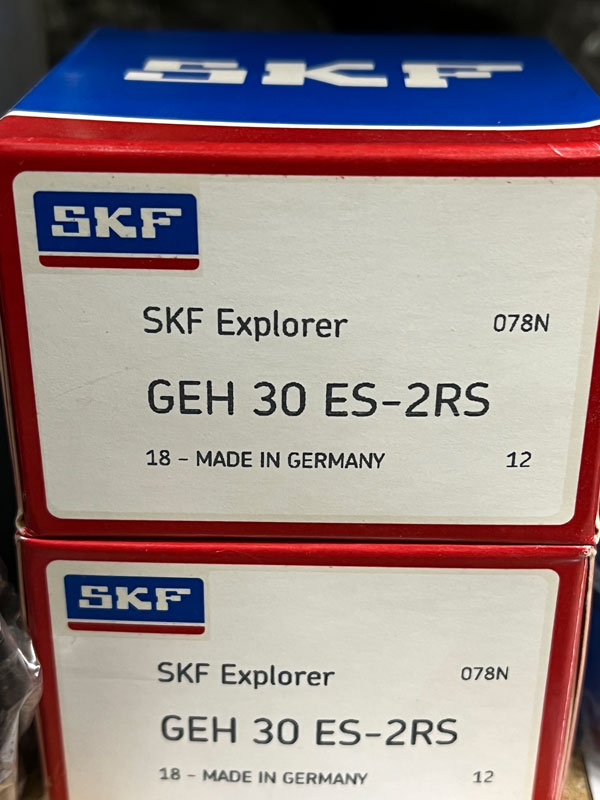 SKF
SKF
SKF Explorer 078N
GEH 30 ES-2RS
18 - MADE IN GERMANY 12
SKF
SKF Explorer 078N
GEH 30 ES-2RS
18 - MADE IN GERMANY 12